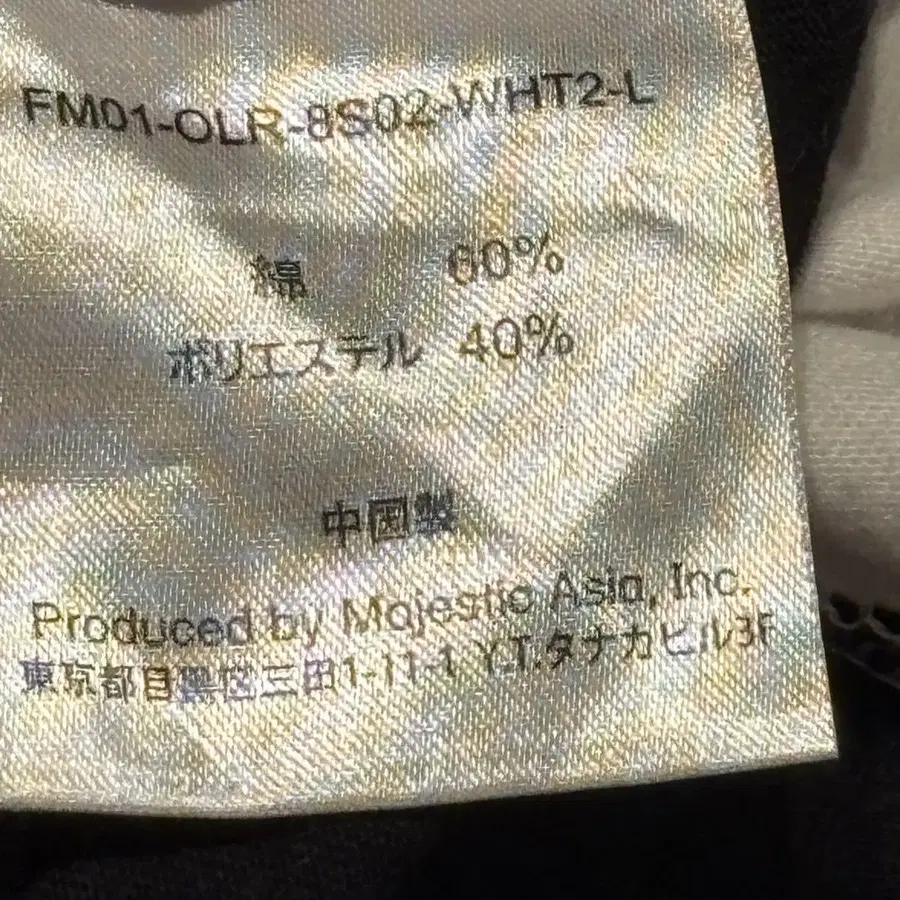 FM01-OLR-8S02-WHT2-L
綿 60%
ポリエステル 40%
中国製
Produced by Majestic Asia, Inc.
東京都目黒区三田1-11-1 Y.T.タナカビル3F